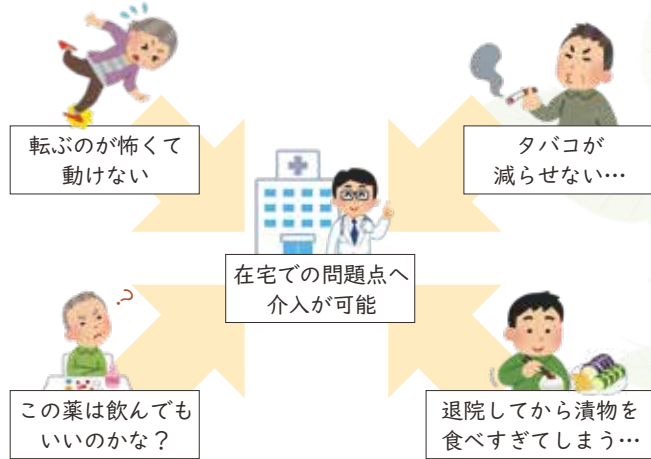 転ぶのが怖くて
動けない
タバコが
減らせない…
在宅での問題点へ
介入が可能
この薬は飲んでも
いいのかな？
退院してから漬物を
食べすぎてしまう…